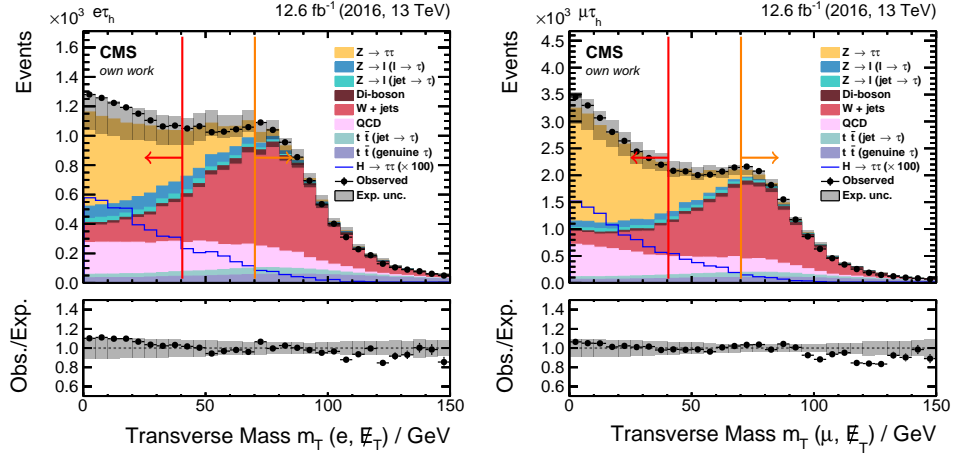 ×10³ eτh 12.6 fb⁻¹ (2016, 13 TeV)
Events
1.6
1.4
1.2
1.0
0.8
0.6
0.4
0.2
0.0
CMS
own work
Z → ττ
Z → l (l → τ)
Z → l (jet → τ)
Di-boson
W + jets
QCD
t t̄ (jet → τ)
t t̄ (genuine τ)
H → ττ (× 100)
Observed
Exp. unc.
Obs./Exp.
1.4
1.2
1.0
0.8
0.6
0 50 100 150
Transverse Mass m_T (e, E̸_T) / GeV
×10³ μτh 12.6 fb⁻¹ (2016, 13 TeV)
Events
4.5
4.0
3.5
3.0
2.5
2.0
1.5
1.0
0.5
0.0
CMS
own work
Z → ττ
Z → l (l → τ)
Z → l (jet → τ)
Di-boson
W + jets
QCD
t t̄ (jet → τ)
t t̄ (genuine τ)
H → ττ (× 100)
Observed
Exp. unc.
Obs./Exp.
1.4
1.2
1.0
0.8
0.6
0 50 100 150
Transverse Mass m_T (μ, E̸_T) / GeV